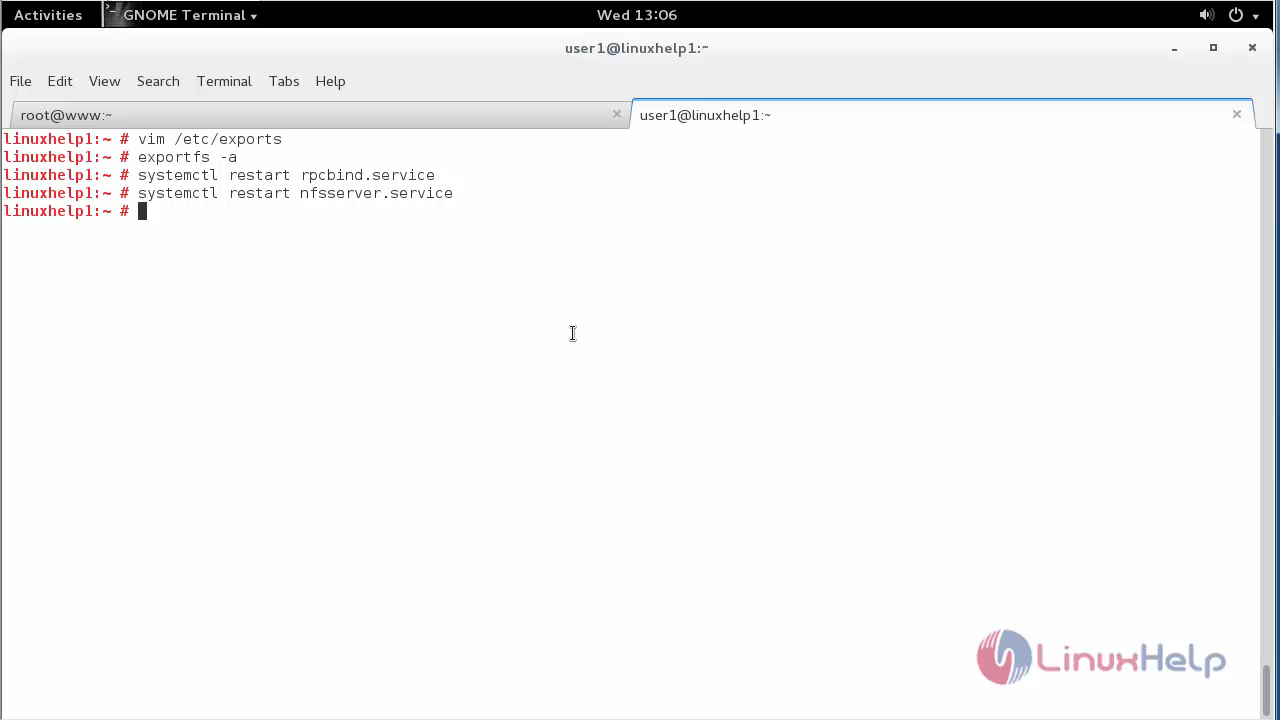 Activities GNOME Terminal Wed 13:06
user1@linuxhelp1:~
File Edit View Search Terminal Tabs Help
root@www:~ user1@linuxhelp1:~
linuxhelp1:~ # vim /etc/exports
linuxhelp1:~ # exportfs -a
linuxhelp1:~ # systemctl restart rpcbind.service
linuxhelp1:~ # systemctl restart nfsserver.service
linuxhelp1:~ #
LinuxHelp